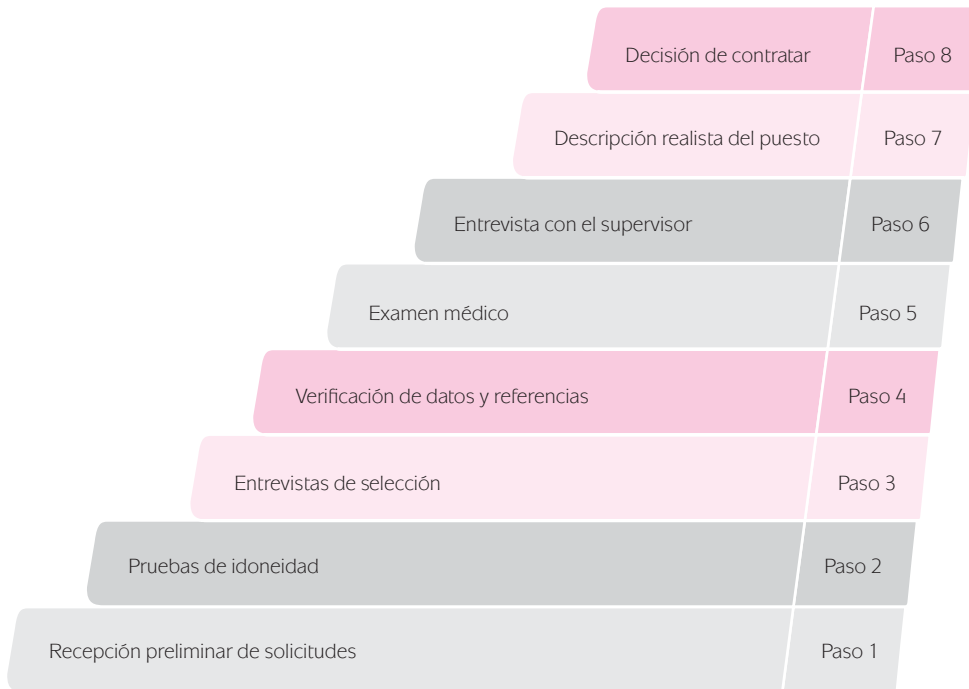 Decisión de contratar Paso 8
Descripción realista del puesto Paso 7
Entrevista con el supervisor Paso 6
Examen médico Paso 5
Verificación de datos y referencias Paso 4
Entrevistas de selección Paso 3
Pruebas de idoneidad Paso 2
Recepción preliminar de solicitudes Paso 1